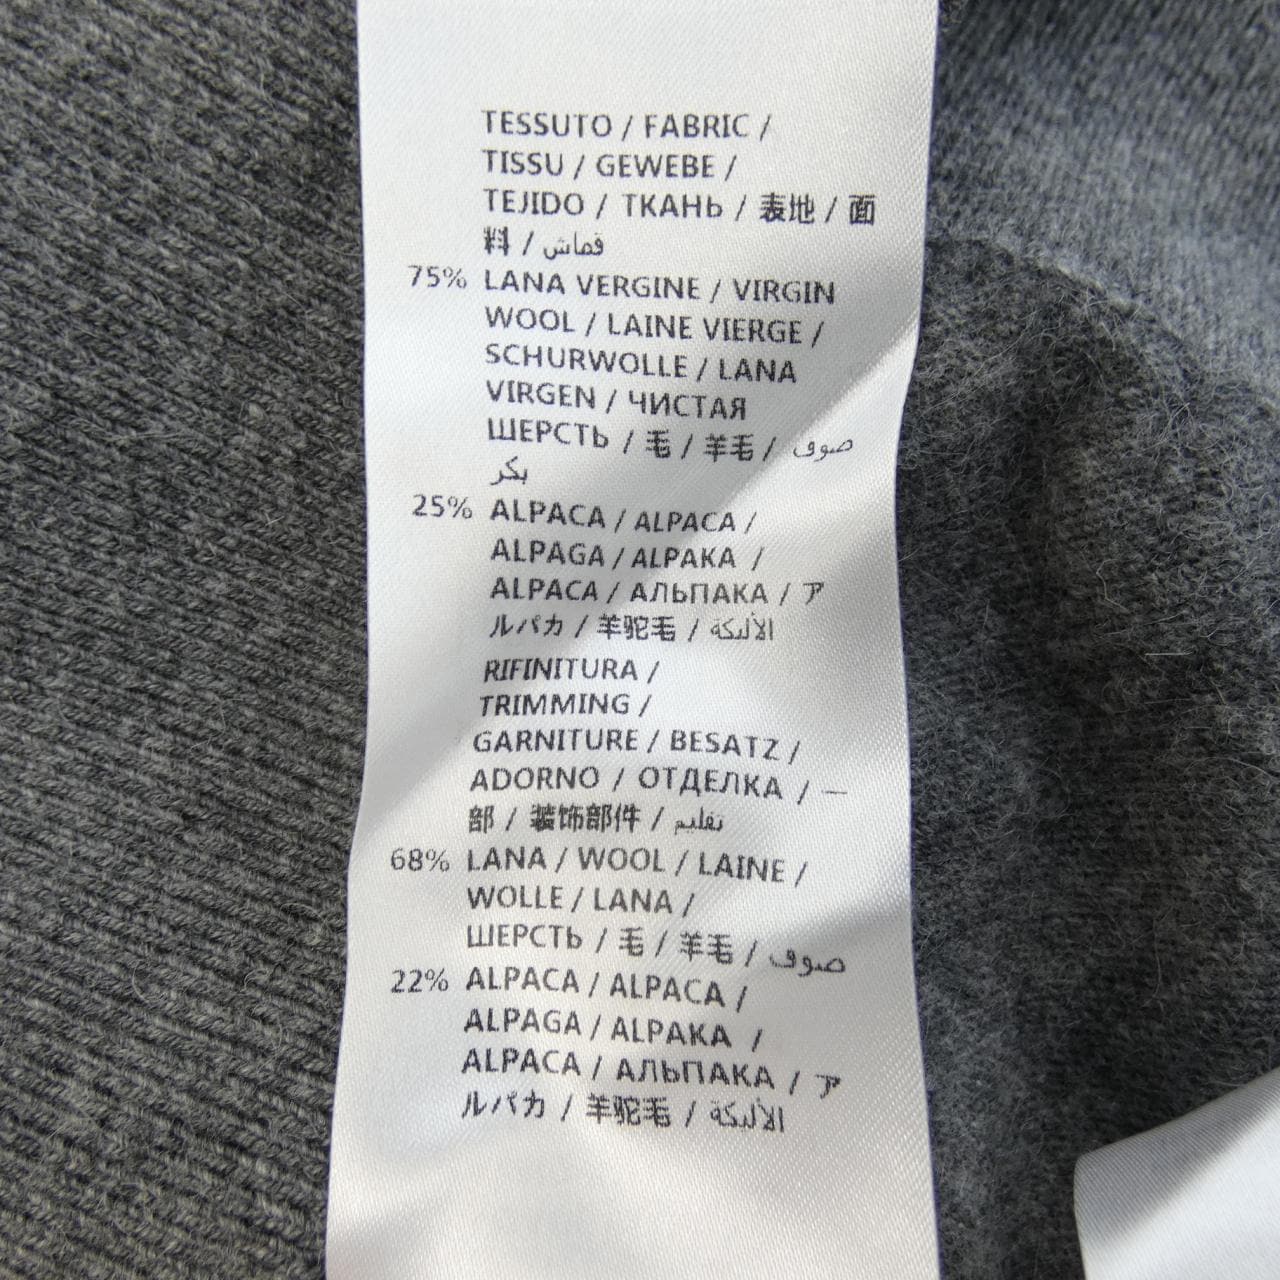 TESSUTO / FABRIC /
TISSU / GEWEBE /
TEJIDO / ТКАНЬ / 表地 / 面
料 / قماش
75% LANA VERGINE / VIRGIN
WOOL / LAINE VIERGE /
SCHURWOLLE / LANA
VIRGEN / ЧИСТАЯ
ШЕРСТЬ / 毛 / 羊毛 / صوف
بكر
25% ALPACA / ALPACA /
ALPAGA / ALPAKA /
ALPACA / АЛЬПАКА / ア
ルパカ / 羊驼毛 / الألبكة
RIFINITURA /
TRIMMING /
GARNITURE / BESATZ /
ADORNO / ОТДЕЛКА / 一
部 / 装饰部件 / تقليم
68% LANA / WOOL / LAINE /
WOLLE / LANA /
ШЕРСТЬ / 毛 / 羊毛 / صوف
22% ALPACA / ALPACA /
ALPAGA / ALPAKA /
ALPACA / АЛЬПАКА / ア
ルパカ / 羊驼毛 / الألبكة